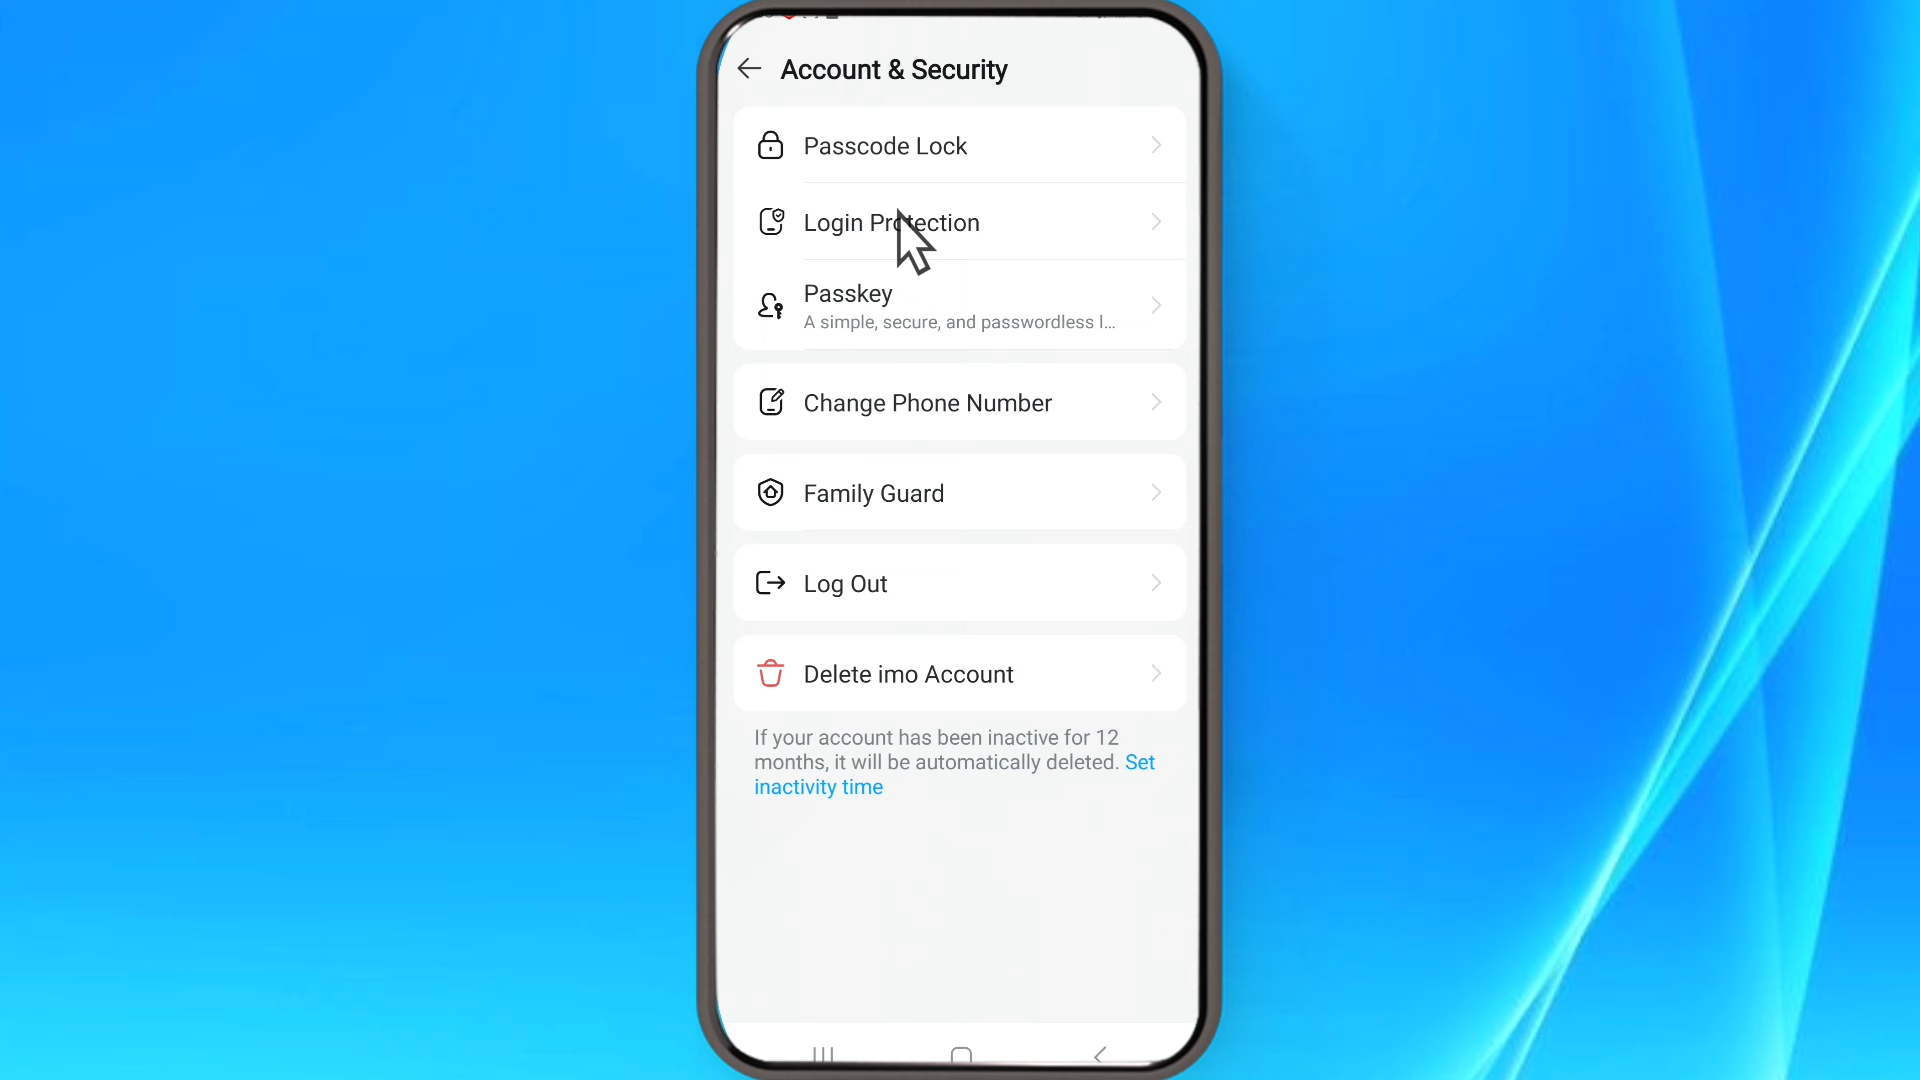 Account & Security
Passcode Lock
Login Protection
Passkey
A simple, secure, and passwordless l...
Change Phone Number
Family Guard
Log Out
Delete imo Account
If your account has been inactive for 12
months, it will be automatically deleted. Set
inactivity time